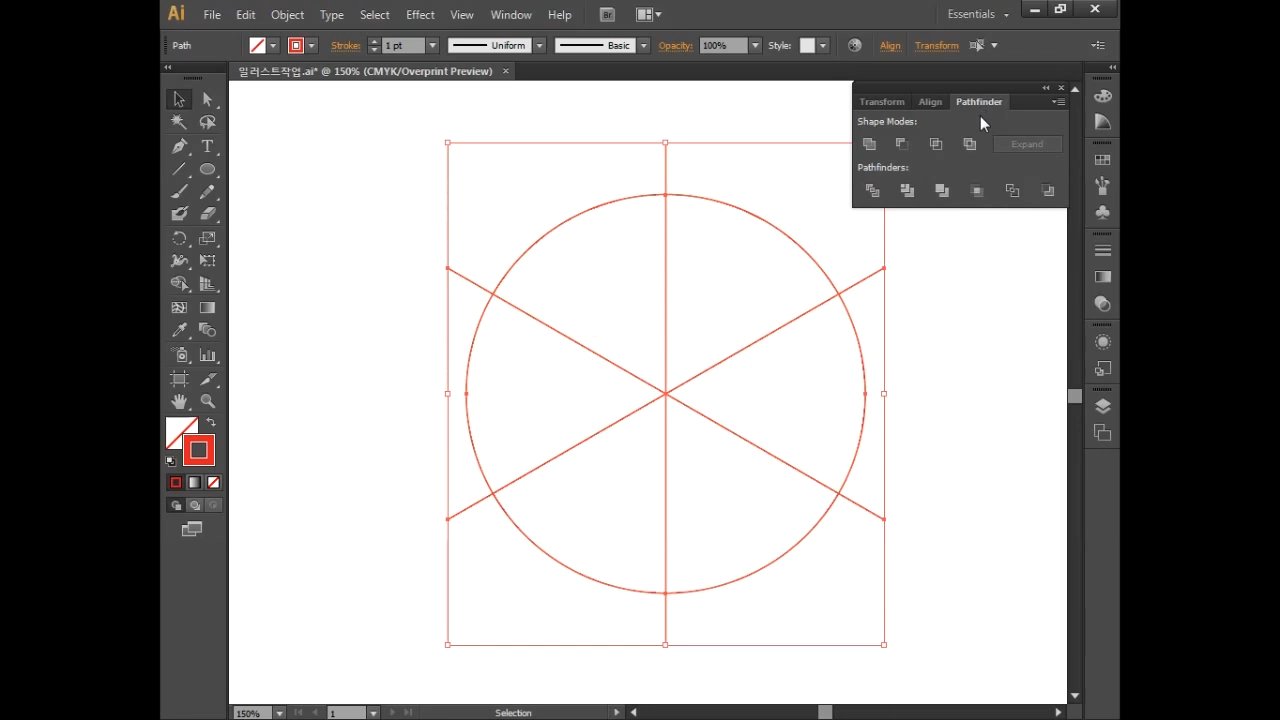 Ai File Edit Object Type Select Effect View Window Help Br Essentials
Path Stroke: 1 pt Uniform Basic Opacity: 100% Style: Align Transform
일러스트작업.ai* @ 150% (CMYK/Overprint Preview) ×
Transform Align Pathfinder
Shape Modes:
Expand
Pathfinders:
T
150% 1 Selection